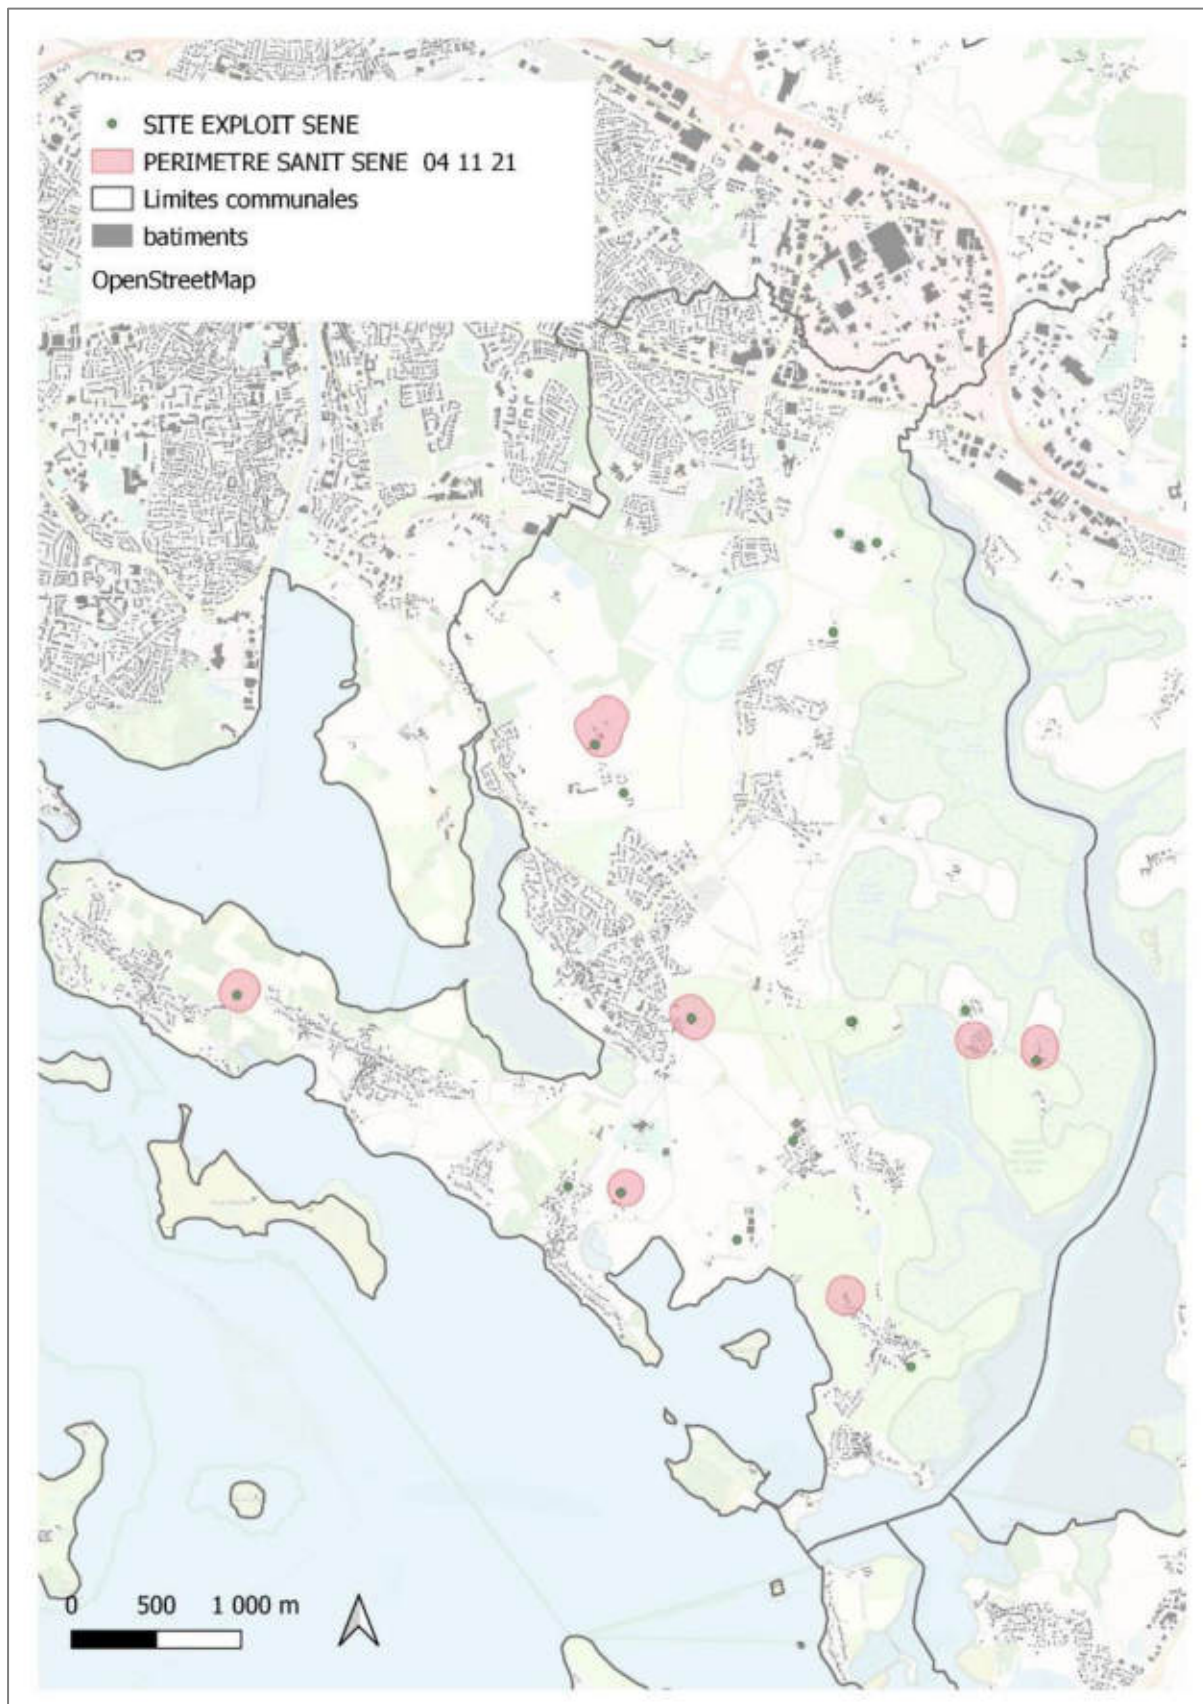 SITE EXPLOIT SENE
PERIMETRE SANIT SENE 04 11 21
Limites communales
batiments
OpenStreetMap
0 500 1 000 m